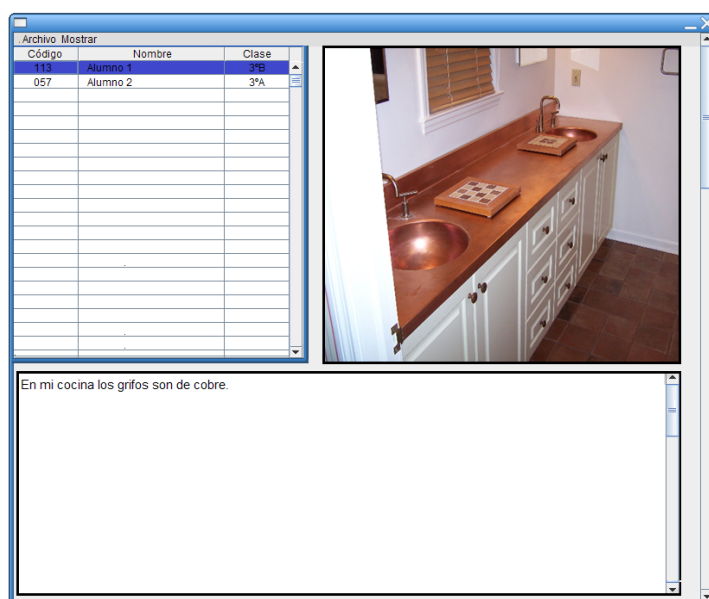 .Archivo Mostrar
Código Nombre Clase
113 Alumno 1 3ºB
057 Alumno 2 3ºA
En mi cocina los grifos son de cobre.